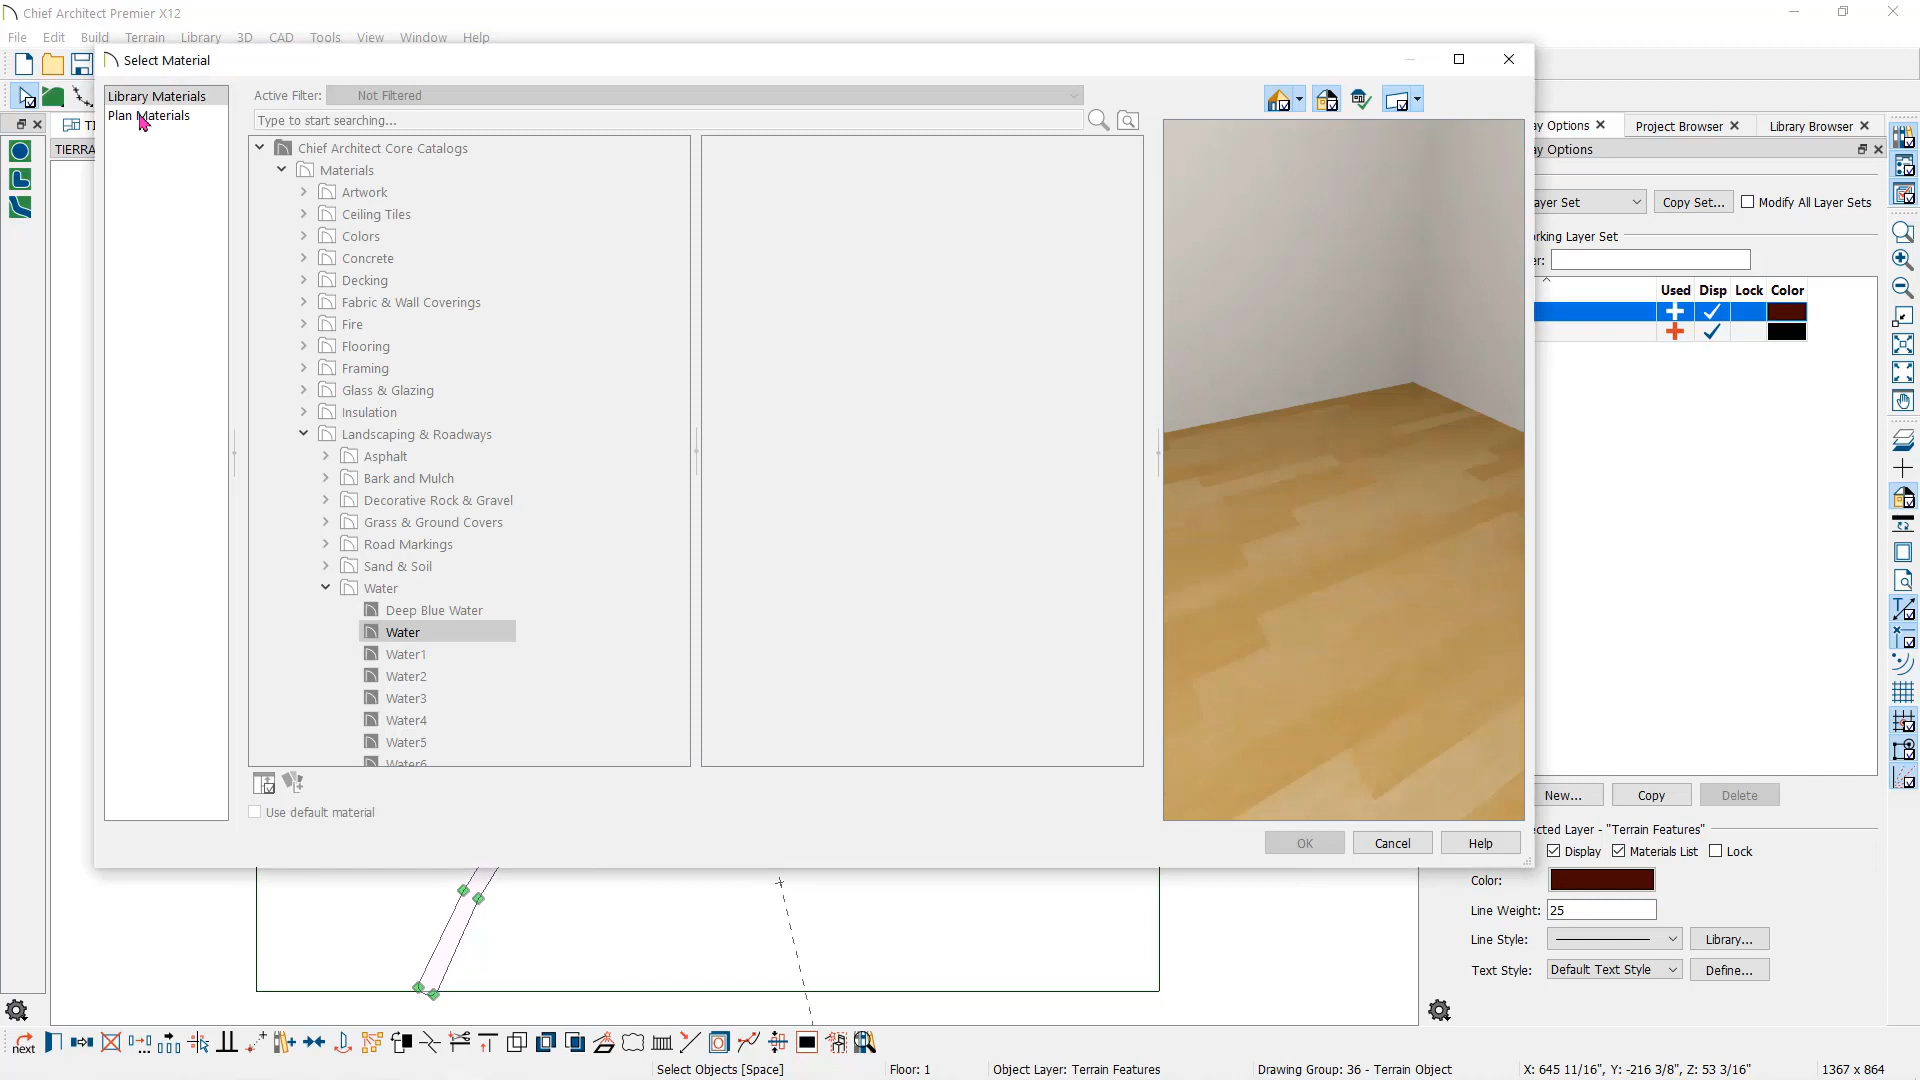 Chief Architect Premier X12
File Edit Build Terrain Library 3D CAD Tools View Window Help
Select Material
Library Materials
Plan Materials
Active Filter: Not Filtered
Type to start searching...
Chief Architect Core Catalogs
Materials
Artwork
Ceiling Tiles
Colors
Concrete
Decking
Fabric & Wall Coverings
Fire
Flooring
Framing
Glass & Glazing
Insulation
Landscaping & Roadways
Asphalt
Bark and Mulch
Decorative Rock & Gravel
Grass & Ground Covers
Road Markings
Sand & Soil
Water
Deep Blue Water
Water
Water1
Water2
Water3
Water4
Water5
Water6
Use default material
OK Cancel Help
TI
TIERRA
ay Options Project Browser Library Browser
ay Options
ayer Set Copy Set... Modify All Layer Sets
orking Layer Set
er:
Used Disp Lock Color
New... Copy Delete
cted Layer - "Terrain Features"
Display Materials List Lock
Color:
Line Weight: 25
Line Style: Library...
Text Style: Default Text Style Define...
next
Select Objects [Space] Floor: 1 Object Layer: Terrain Features Drawing Group: 36 - Terrain Object X: 645 11/16", Y: -216 3/8", Z: 53 3/16" 1367 x 864